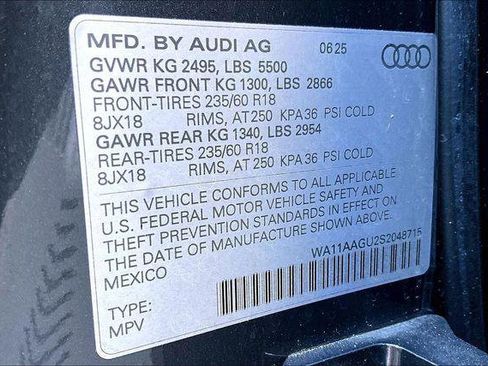 MFD. BY AUDI AG 06 25
GVWR KG 2495, LBS 5500
GAWR FRONT KG 1300, LBS 2866
FRONT-TIRES 235/60 R18
8JX18 RIMS, AT 250 KPA 36 PSI COLD
GAWR REAR KG 1340, LBS 2954
REAR-TIRES 235/60 R18
8JX18 RIMS, AT 250 KPA 36 PSI COLD
THIS VEHICLE CONFORMS TO ALL APPLICABLE
U.S. FEDERAL MOTOR VEHICLE SAFETY AND
THEFT PREVENTION STANDARDS IN EFFECT ON
THE DATE OF MANUFACTURE SHOWN ABOVE.
MEXICO
WA11AAGU2S2048715
TYPE:
MPV